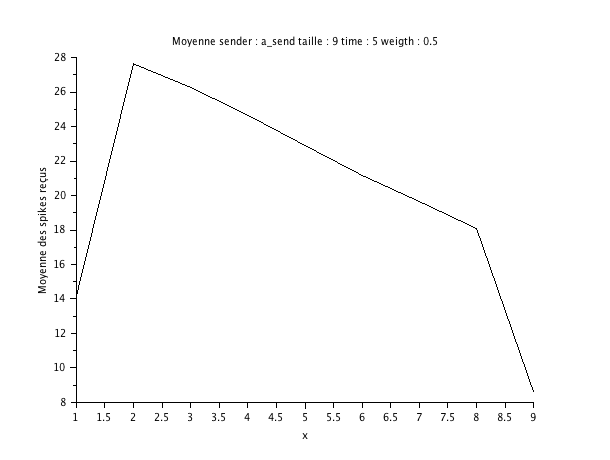 Moyenne sender : a_send taille : 9 time : 5 weigth : 0.5
Moyenne des spikes reçus
28
26
24
22
20
18
16
14
12
10
8
1 1.5 2 2.5 3 3.5 4 4.5 5 5.5 6 6.5 7 7.5 8 8.5 9
x